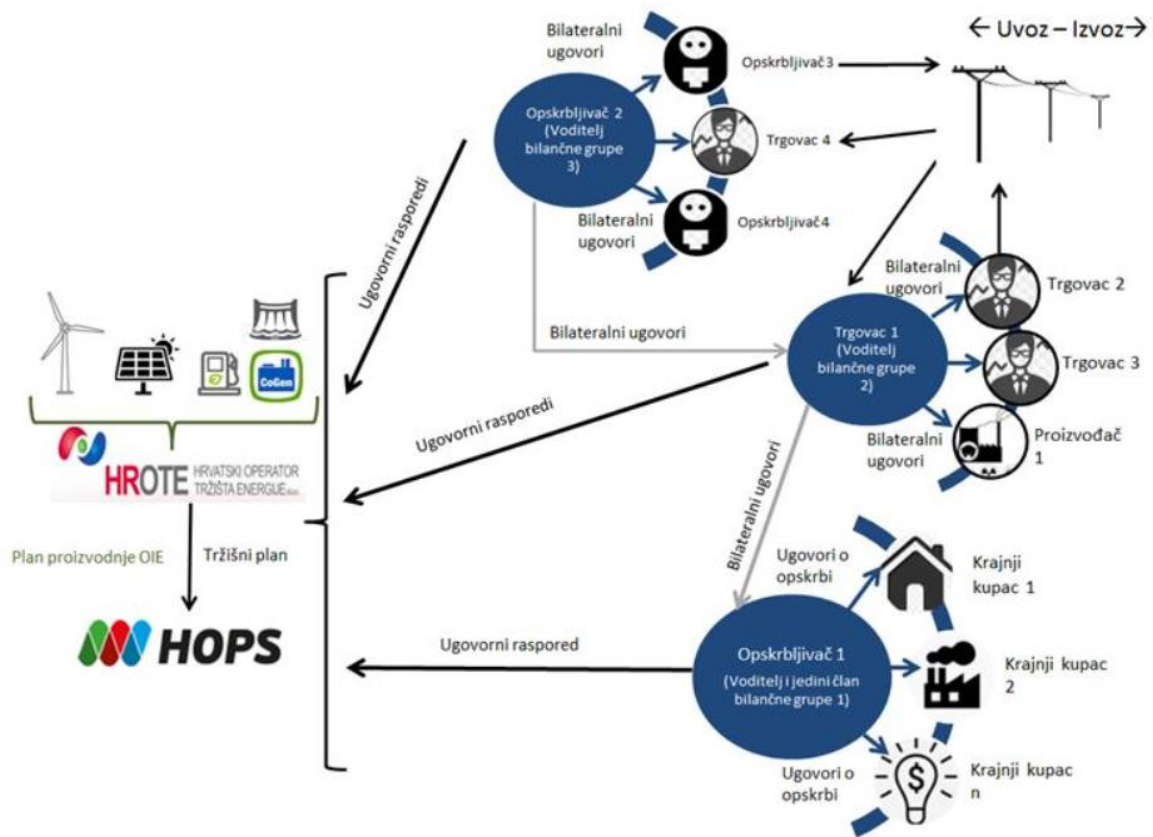 Bilateralni
ugovori
← Uvoz – Izvoz→
Opskrbljivač 3
Opskrbljivač 2
(Voditelj
bilančne grupe
3)
Trgovac 4
Bilateralni
ugovori
Opskrbljivač4
Ugovorni rasporedi
Bilateralni
ugovori
Trgovac 2
Bilateralni ugovori
Trgovac 1
(Voditelj
bilančne grupe
2)
Trgovac 3
Bilateralni
ugovori
Proizvođač
1
Ugovorni rasporedi
CoGen
HROTE
HRVATSKI OPERATOR
TRŽIŠTA ENERGIJE
Bilateralni ugovori
Plan proizvodnje OIE
Tržišni plan
HOPS
Ugovori o
opskrbi
Krajnji
kupac 1
Ugovorni raspored
Opskrbljivač 1
(Voditelj i jedini član
bilančne grupe 1)
Krajnji kupac
2
Ugovori o
opskrbi
$
Krajnji kupac
n